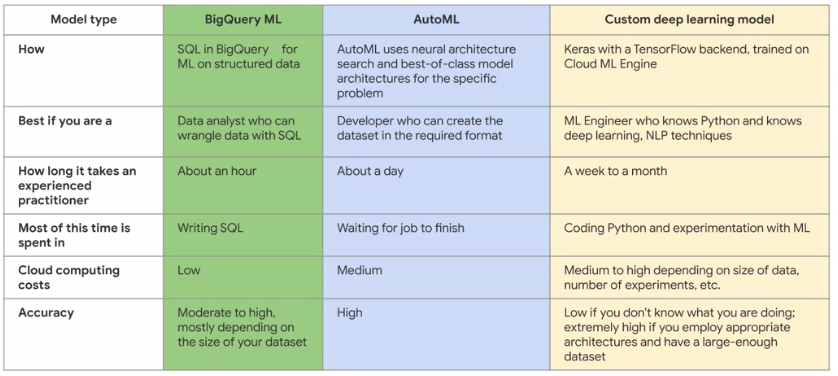 Model type
BigQuery ML
AutoML
Custom deep learning model
How
SQL in BigQuery for
ML on structured data
AutoML uses neural architecture
search and best-of-class model
architectures for the specific
problem
Keras with a TensorFlow backend, trained on
Cloud ML Engine
Best if you are a
Data analyst who can
wrangle data with SQL
Developer who can create the
dataset in the required format
ML Engineer who knows Python and knows
deep learning, NLP techniques
How long it takes an
experienced
practitioner
About an hour
About a day
A week to a month
Most of this time is
spent in
Writing SQL
Waiting for job to finish
Coding Python and experimentation with ML
Cloud computing
costs
Low
Medium
Medium to high depending on size of data,
number of experiments, etc.
Accuracy
Moderate to high,
mostly depending on
the size of your dataset
High
Low if you don't know what you are doing;
extremely high if you employ appropriate
architectures and have a large-enough
dataset